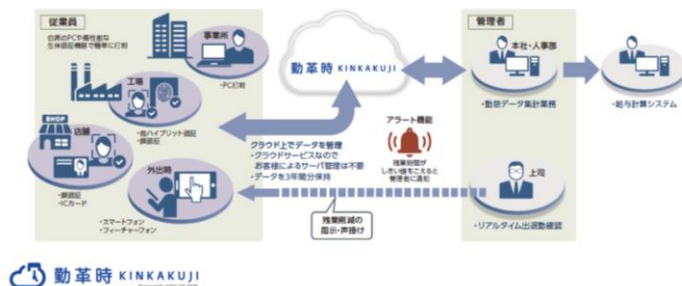 従業員
自席のPCや高性能な
生体認証機器で簡単に打刻
事業所
・PC打刻
工場
・指ハイブリッド認証
・顔認証
SHOP
店舗
・顔認証
・ICカード
外出時
・スマートフォン
・フィーチャーフォン
勤革時 KINKAKUJI
クラウド上でデータを管理
・クラウドサービスなので
お客様によるサーバ管理は不要
・データを3年間分保持
アラート機能
残業時間が
しきい値をこえると
管理者に通知
残業削減の
指示・声掛け
管理者
本社・人事部
・勤怠データ集計業務
・給与計算システム
上司
・リアルタイム出退勤確認
勤革時 KINKAKUJI